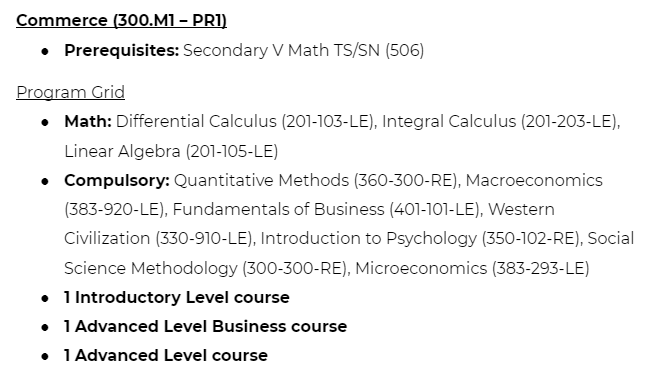 Commerce (300.M1 – PR1)
• Prerequisites: Secondary V Math TS/SN (506)
Program Grid
• Math: Differential Calculus (201-103-LE), Integral Calculus (201-203-LE),
Linear Algebra (201-105-LE)
• Compulsory: Quantitative Methods (360-300-RE), Macroeconomics
(383-920-LE), Fundamentals of Business (401-101-LE), Western
Civilization (330-910-LE), Introduction to Psychology (350-102-RE), Social
Science Methodology (300-300-RE), Microeconomics (383-293-LE)
• 1 Introductory Level course
• 1 Advanced Level Business course
• 1 Advanced Level course